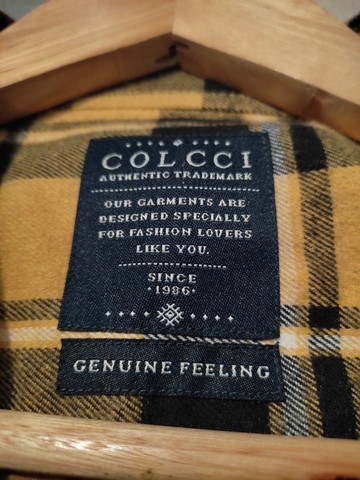 COLCCI
AUTHENTIC TRADEMARK
OUR GARMENTS ARE
DESIGNED SPECIALLY
FOR FASHION LOVERS
LIKE YOU.
SINCE
·1986·
GENUINE FEELING